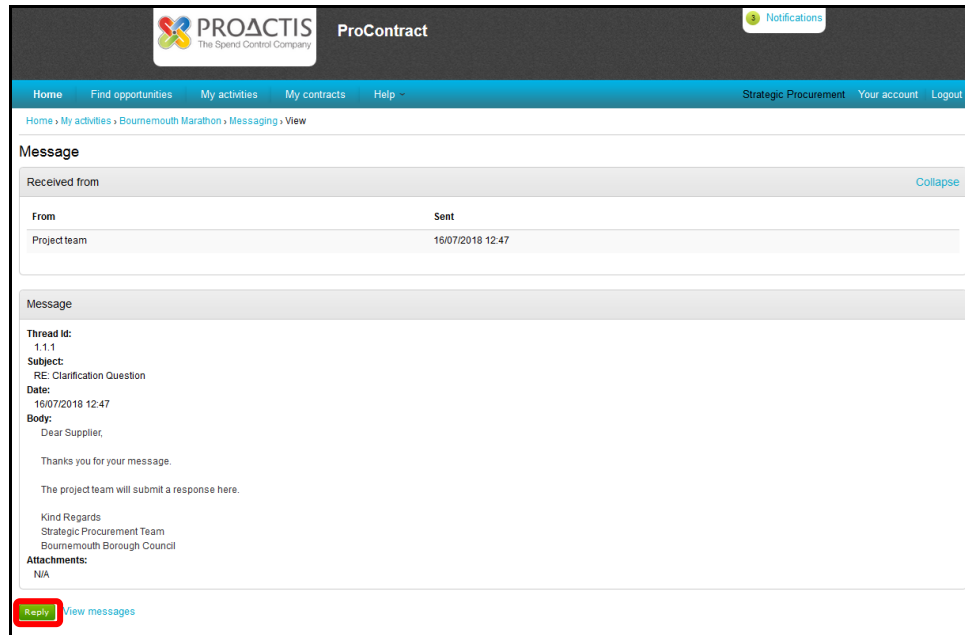 PROACTIS
The Spend Control Company
ProContract
3 Notifications
Home Find opportunities My activities My contracts Help
Strategic Procurement Your account Logout
Home › My activities › Bournemouth Marathon › Messaging › View
Message
Received from Collapse
From Sent
Project team 16/07/2018 12:47
Message
Thread Id:
1.1.1
Subject:
RE: Clarification Question
Date:
16/07/2018 12:47
Body:
Dear Supplier,
Thanks you for your message.
The project team will submit a response here.
Kind Regards
Strategic Procurement Team
Bournemouth Borough Council
Attachments:
N/A
Reply View messages